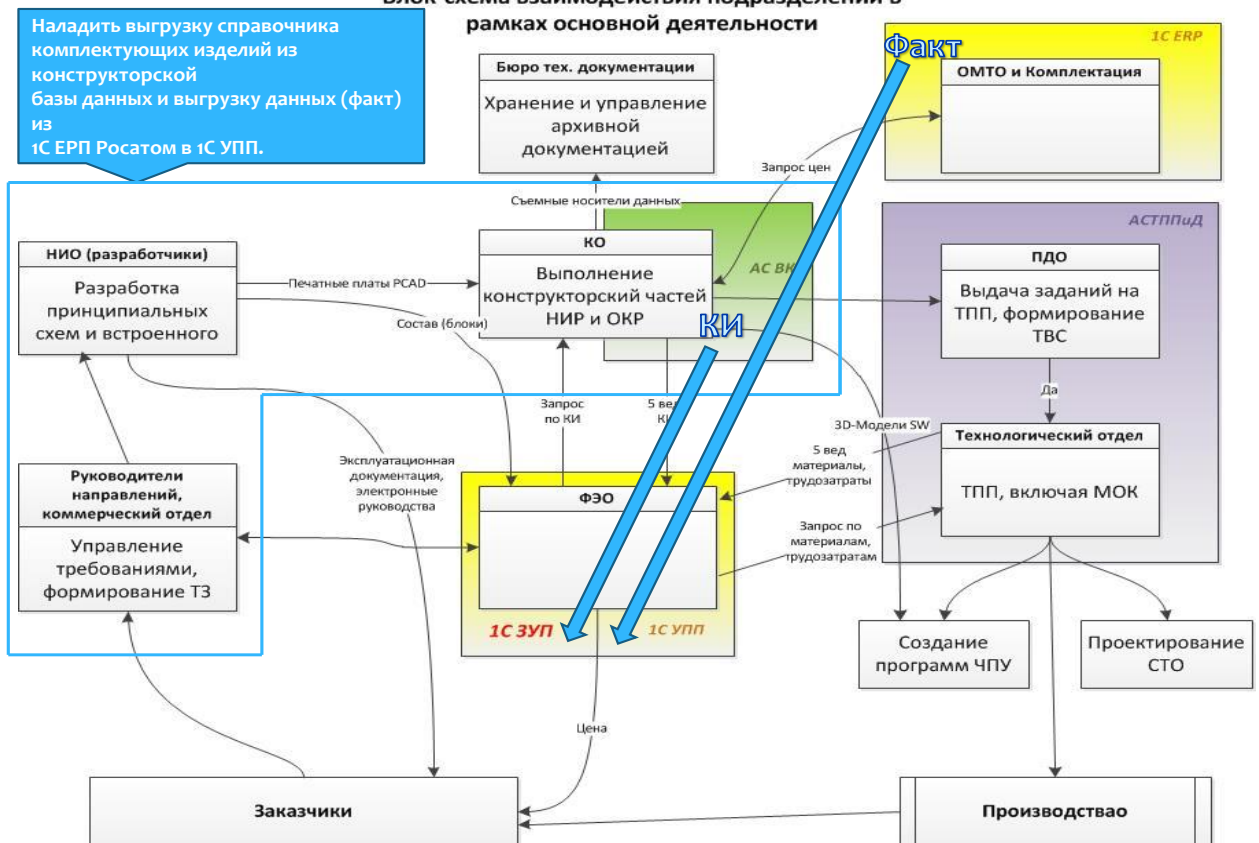 Блок-схема взаимодействия подразделений в
рамках основной деятельности
Наладить выгрузку справочника
комплектующих изделий из
конструкторской
базы данных и выгрузку данных (факт)
из
1С ЕРП Росатом в 1С УПП.
Факт
1С ERP
Бюро тех. документации
Хранение и управление
архивной
документацией
ОМТО и Комплектация
Запрос цен
Съемные носители данных
АСТППиД
НИО (разработчики)
Разработка
принципиальных
схем и встроенного
Печатные платы PCAD
Состав (блоки)
КО
Выполнение
конструкторский частей
НИР и ОКР
АС ВК
КИ
ПДО
Выдача заданий на
ТПП, формирование
ТВС
Да
Запрос
по КИ
5 вед
КИ
3D-Модели SW
Технологический отдел
ТПП, включая МОК
5 вед
материалы,
трудозатраты
Запрос по
материалам,
трудозатратам
Эксплуатационная
документация,
электронные
руководства
Руководители
направлений,
коммерческий отдел
Управление
требованиями,
формирование ТЗ
ФЭО
1С ЗУП
1С УПП
Создание
программ ЧПУ
Проектирование
СТО
Цена
Заказчики
Производствао